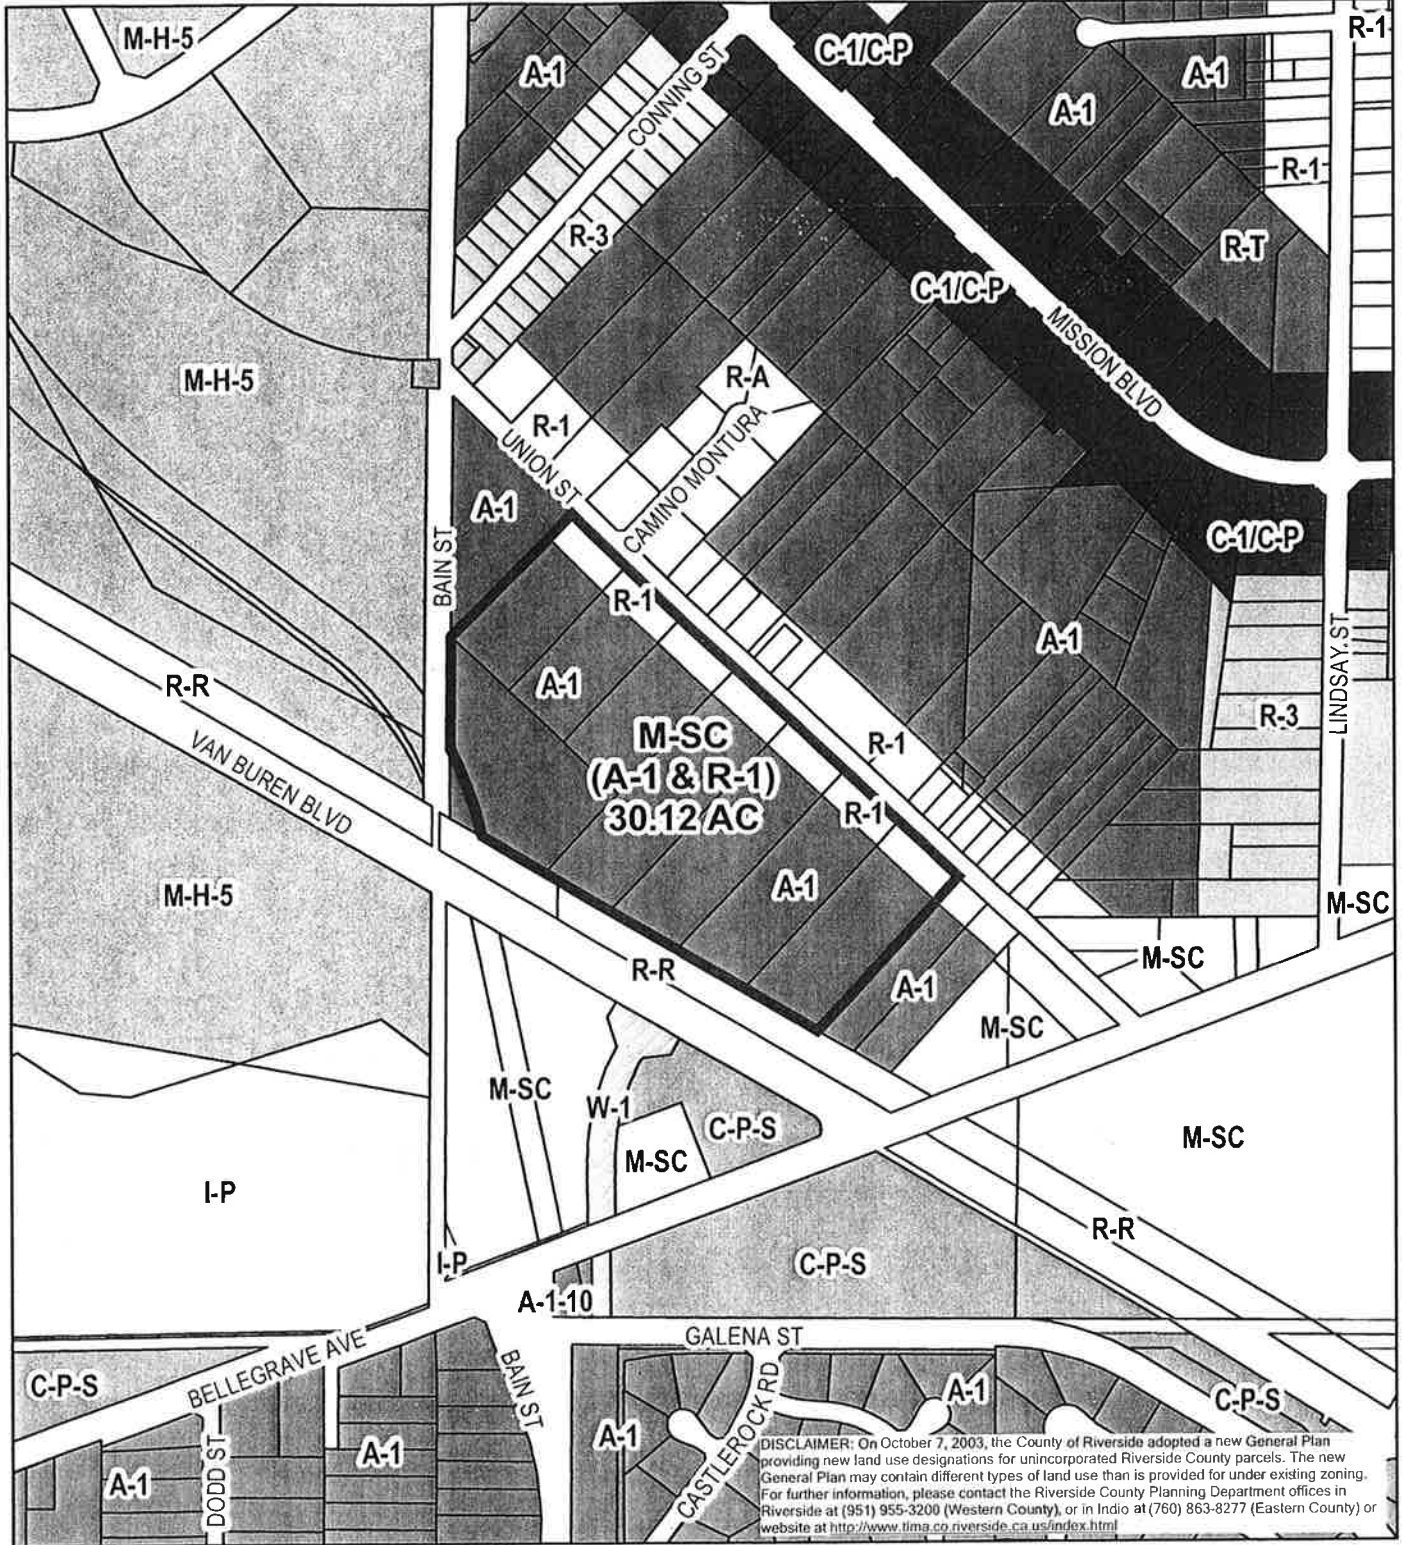 M-H-5
C-1/C-P
R-1
A-1
A-1
A-1
CONNING ST
R-1
R-3
R-T
C-1/C-P
MISSION BLVD
M-H-5
R-A
R-1
CAMINO MONTURA
UNION ST
A-1
C-1/C-P
BAIN ST
R-1
A-1
LINDSAY ST
R-R
A-1
R-3
VAN BUREN BLVD
M-SC
(A-1 & R-1)
30.12 AC
R-1
R-1
A-1
M-H-5
M-SC
M-SC
R-R
A-1
M-SC
M-SC
W-1
C-P-S
M-SC
M-SC
I-P
R-R
I-P
C-P-S
A-1-10
GALENA ST
BELLEGRAVE AVE
BAIN ST
CASTLEROCK RD
C-P-S
A-1
C-P-S
A-1
A-1
DODD ST
A-1
DISCLAIMER: On October 7, 2003, the County of Riverside adopted a new General Plan
providing new land use designations for unincorporated Riverside County parcels. The new
General Plan may contain different types of land use than is provided for under existing zoning.
For further information, please contact the Riverside County Planning Department offices in
Riverside at (951) 955-3200 (Western County), or in Indio at (760) 863-8277 (Eastern County) or
website at http://www.tlma.co.riverside.ca.us/index.html